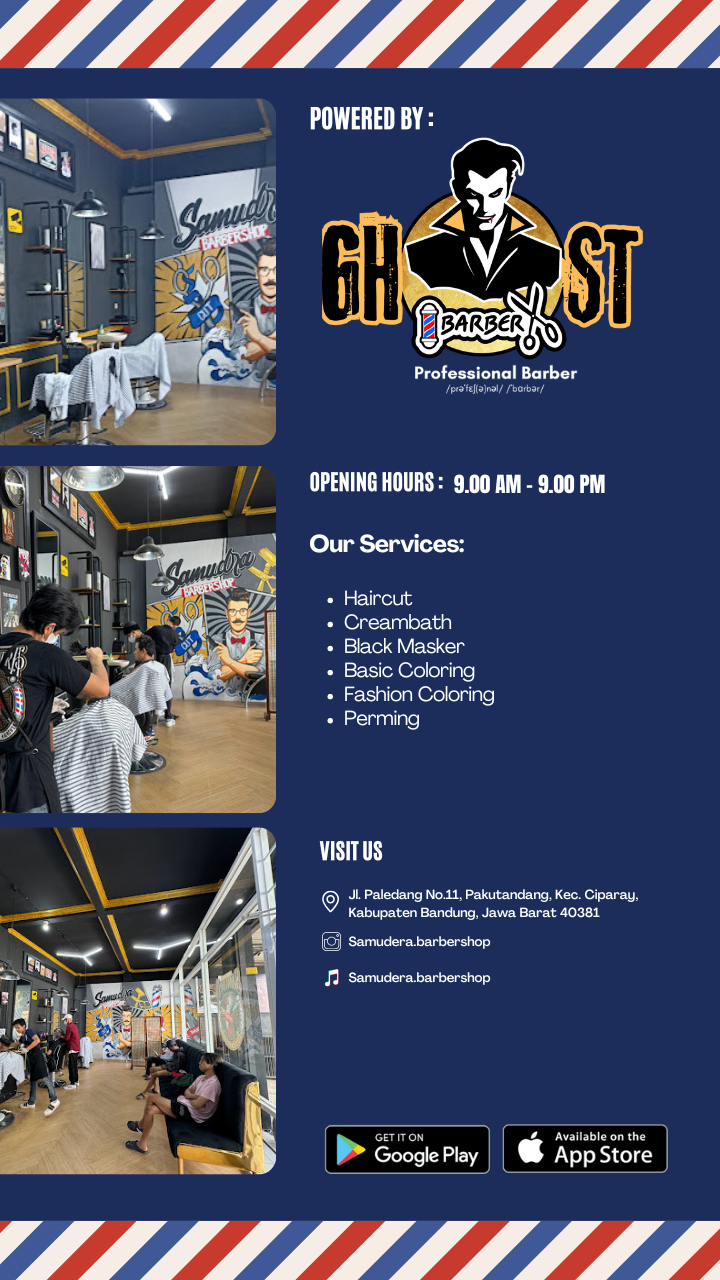 POWERED BY :
GHOST
BARBER
Professional Barber
/prəˈfɛʃ(ə)nəl/ /ˈbɑrbər/
Samudra
BARBERSHOP
OPENING HOURS : 9.00 AM - 9.00 PM
Our Services:
• Haircut
• Creambath
• Black Masker
• Basic Coloring
• Fashion Coloring
• Perming
Samudra
BARBERSHOP
VISIT US
Jl. Paledang No.11, Pakutandang, Kec. Ciparay,
Kabupaten Bandung, Jawa Barat 40381
Samudera.barbershop
Samudera.barbershop
Samudra
GET IT ON
Google Play
Available on the
App Store